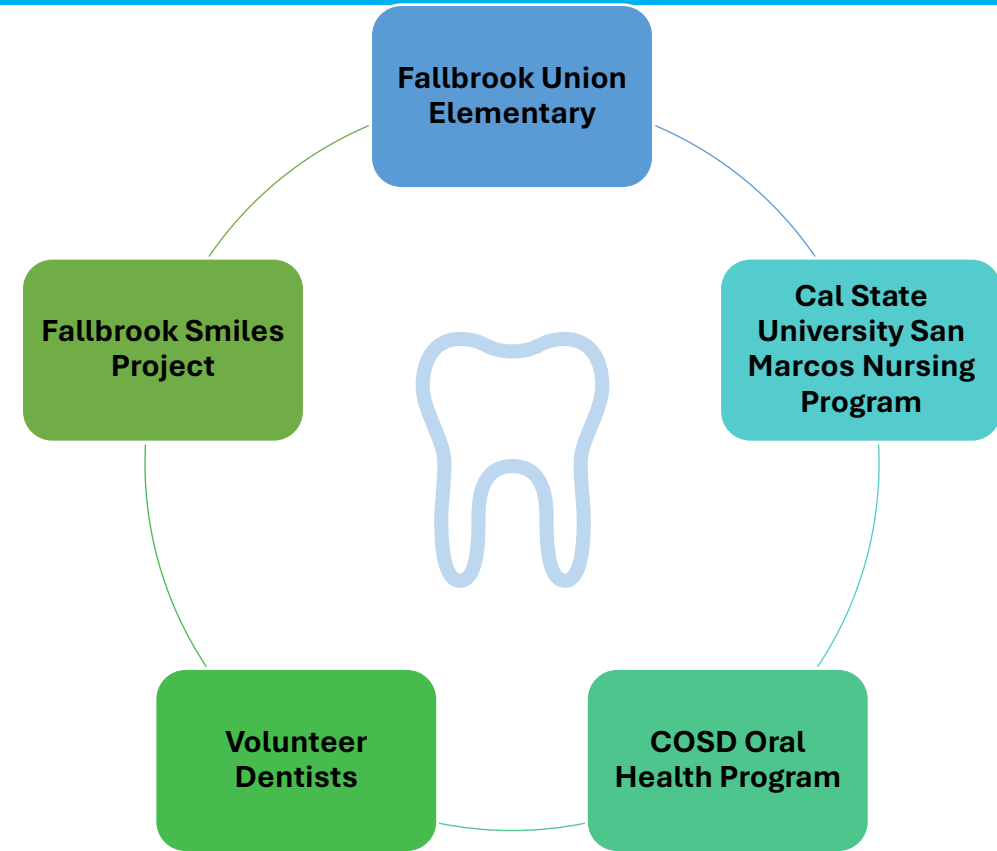 Fallbrook Union
Elementary
Cal State
University San
Marcos Nursing
Program
COSD Oral
Health Program
Volunteer
Dentists
Fallbrook Smiles
Project